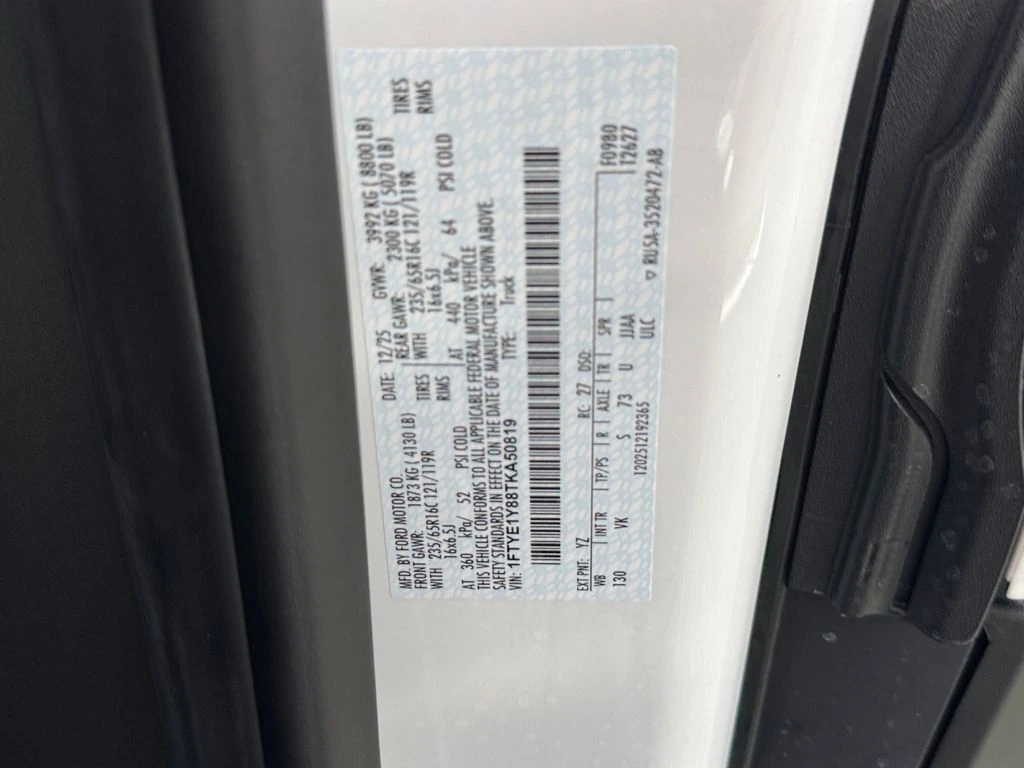 MFD. BY FORD MOTOR CO.
DATE: 12/25 GVWR: 3992 KG ( 8800 LB)
FRONT GAWR: 1873 KG ( 4130 LB) REAR GAWR: 2300 KG ( 5070 LB)
WITH 235/65R16C 121/119R TIRES WITH 235/65R16C 121/119R TIRES
16x6.5J RIMS 16x6.5J RIMS
AT 360 kPa/ 52 PSI COLD AT 440 kPa/ 64 PSI COLD
THIS VEHICLE CONFORMS TO ALL APPLICABLE FEDERAL MOTOR VEHICLE
SAFETY STANDARDS IN EFFECT ON THE DATE OF MANUFACTURE SHOWN ABOVE
VIN: 1FTYE1Y88TKA50819 TYPE: Truck
EXT PNT: YZ RC: 27 DSO: F0980
WB INT TR TP/PS R AXLE TR SPR T2627
130 VK S 73 U JJAA
1202512192365 ULC
▽ RU5A-3520472-AB